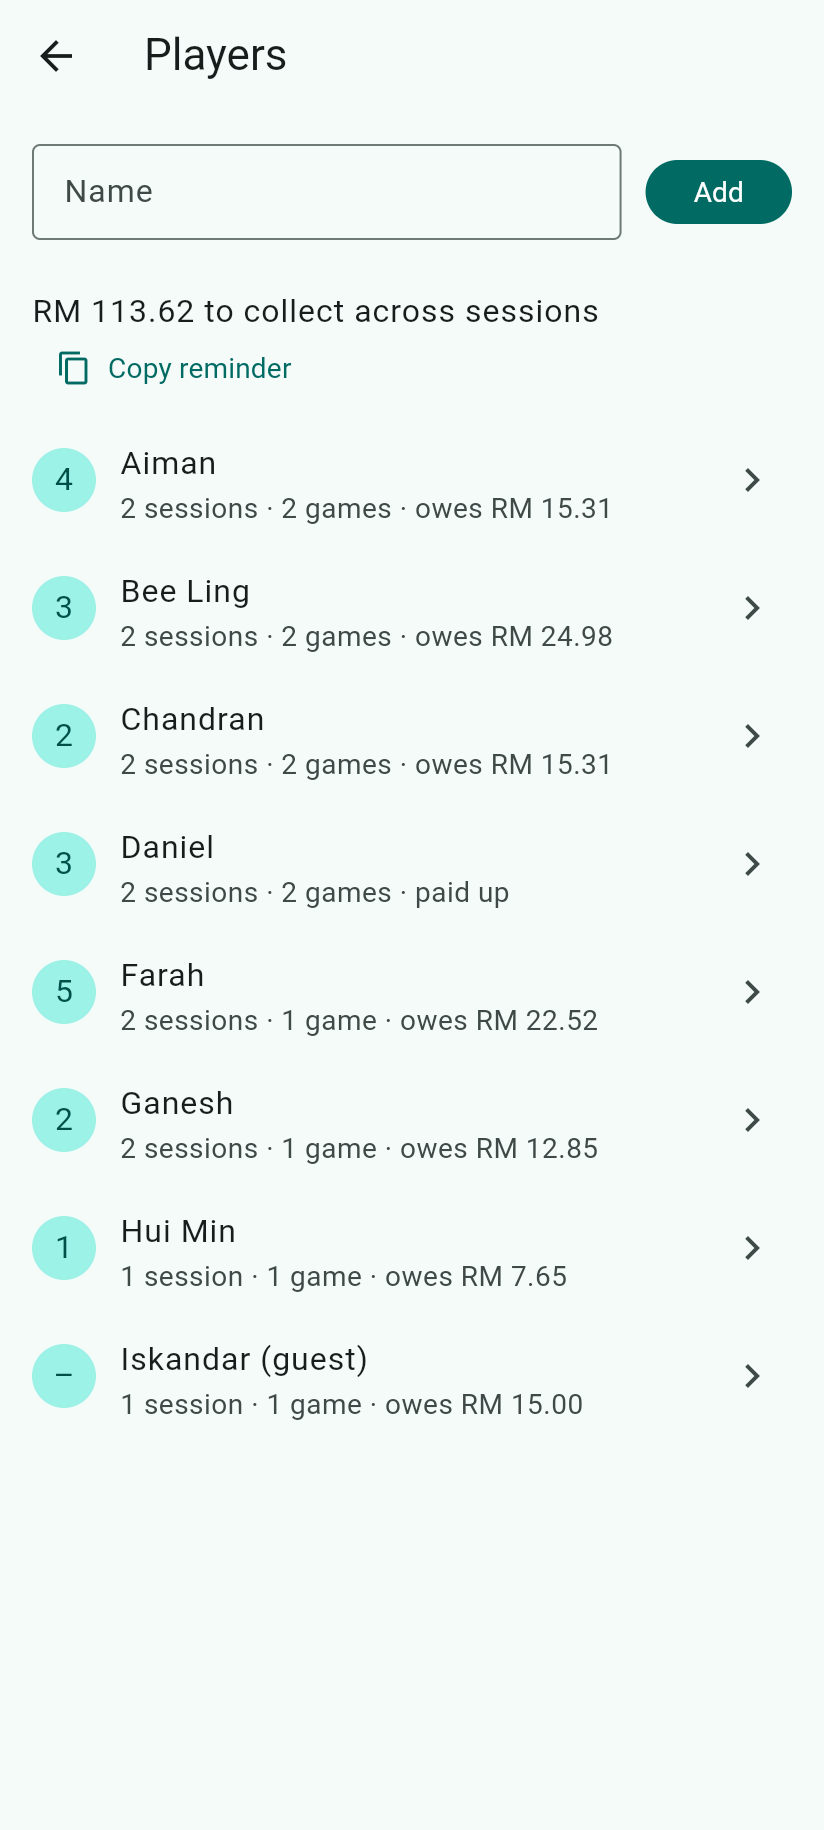 Players
Name
Add
RM 113.62 to collect across sessions
Copy reminder
4
Aiman
2 sessions · 2 games · owes RM 15.31
3
Bee Ling
2 sessions · 2 games · owes RM 24.98
2
Chandran
2 sessions · 2 games · owes RM 15.31
3
Daniel
2 sessions · 2 games · paid up
5
Farah
2 sessions · 1 game · owes RM 22.52
2
Ganesh
2 sessions · 1 game · owes RM 12.85
1
Hui Min
1 session · 1 game · owes RM 7.65
–
Iskandar (guest)
1 session · 1 game · owes RM 15.00